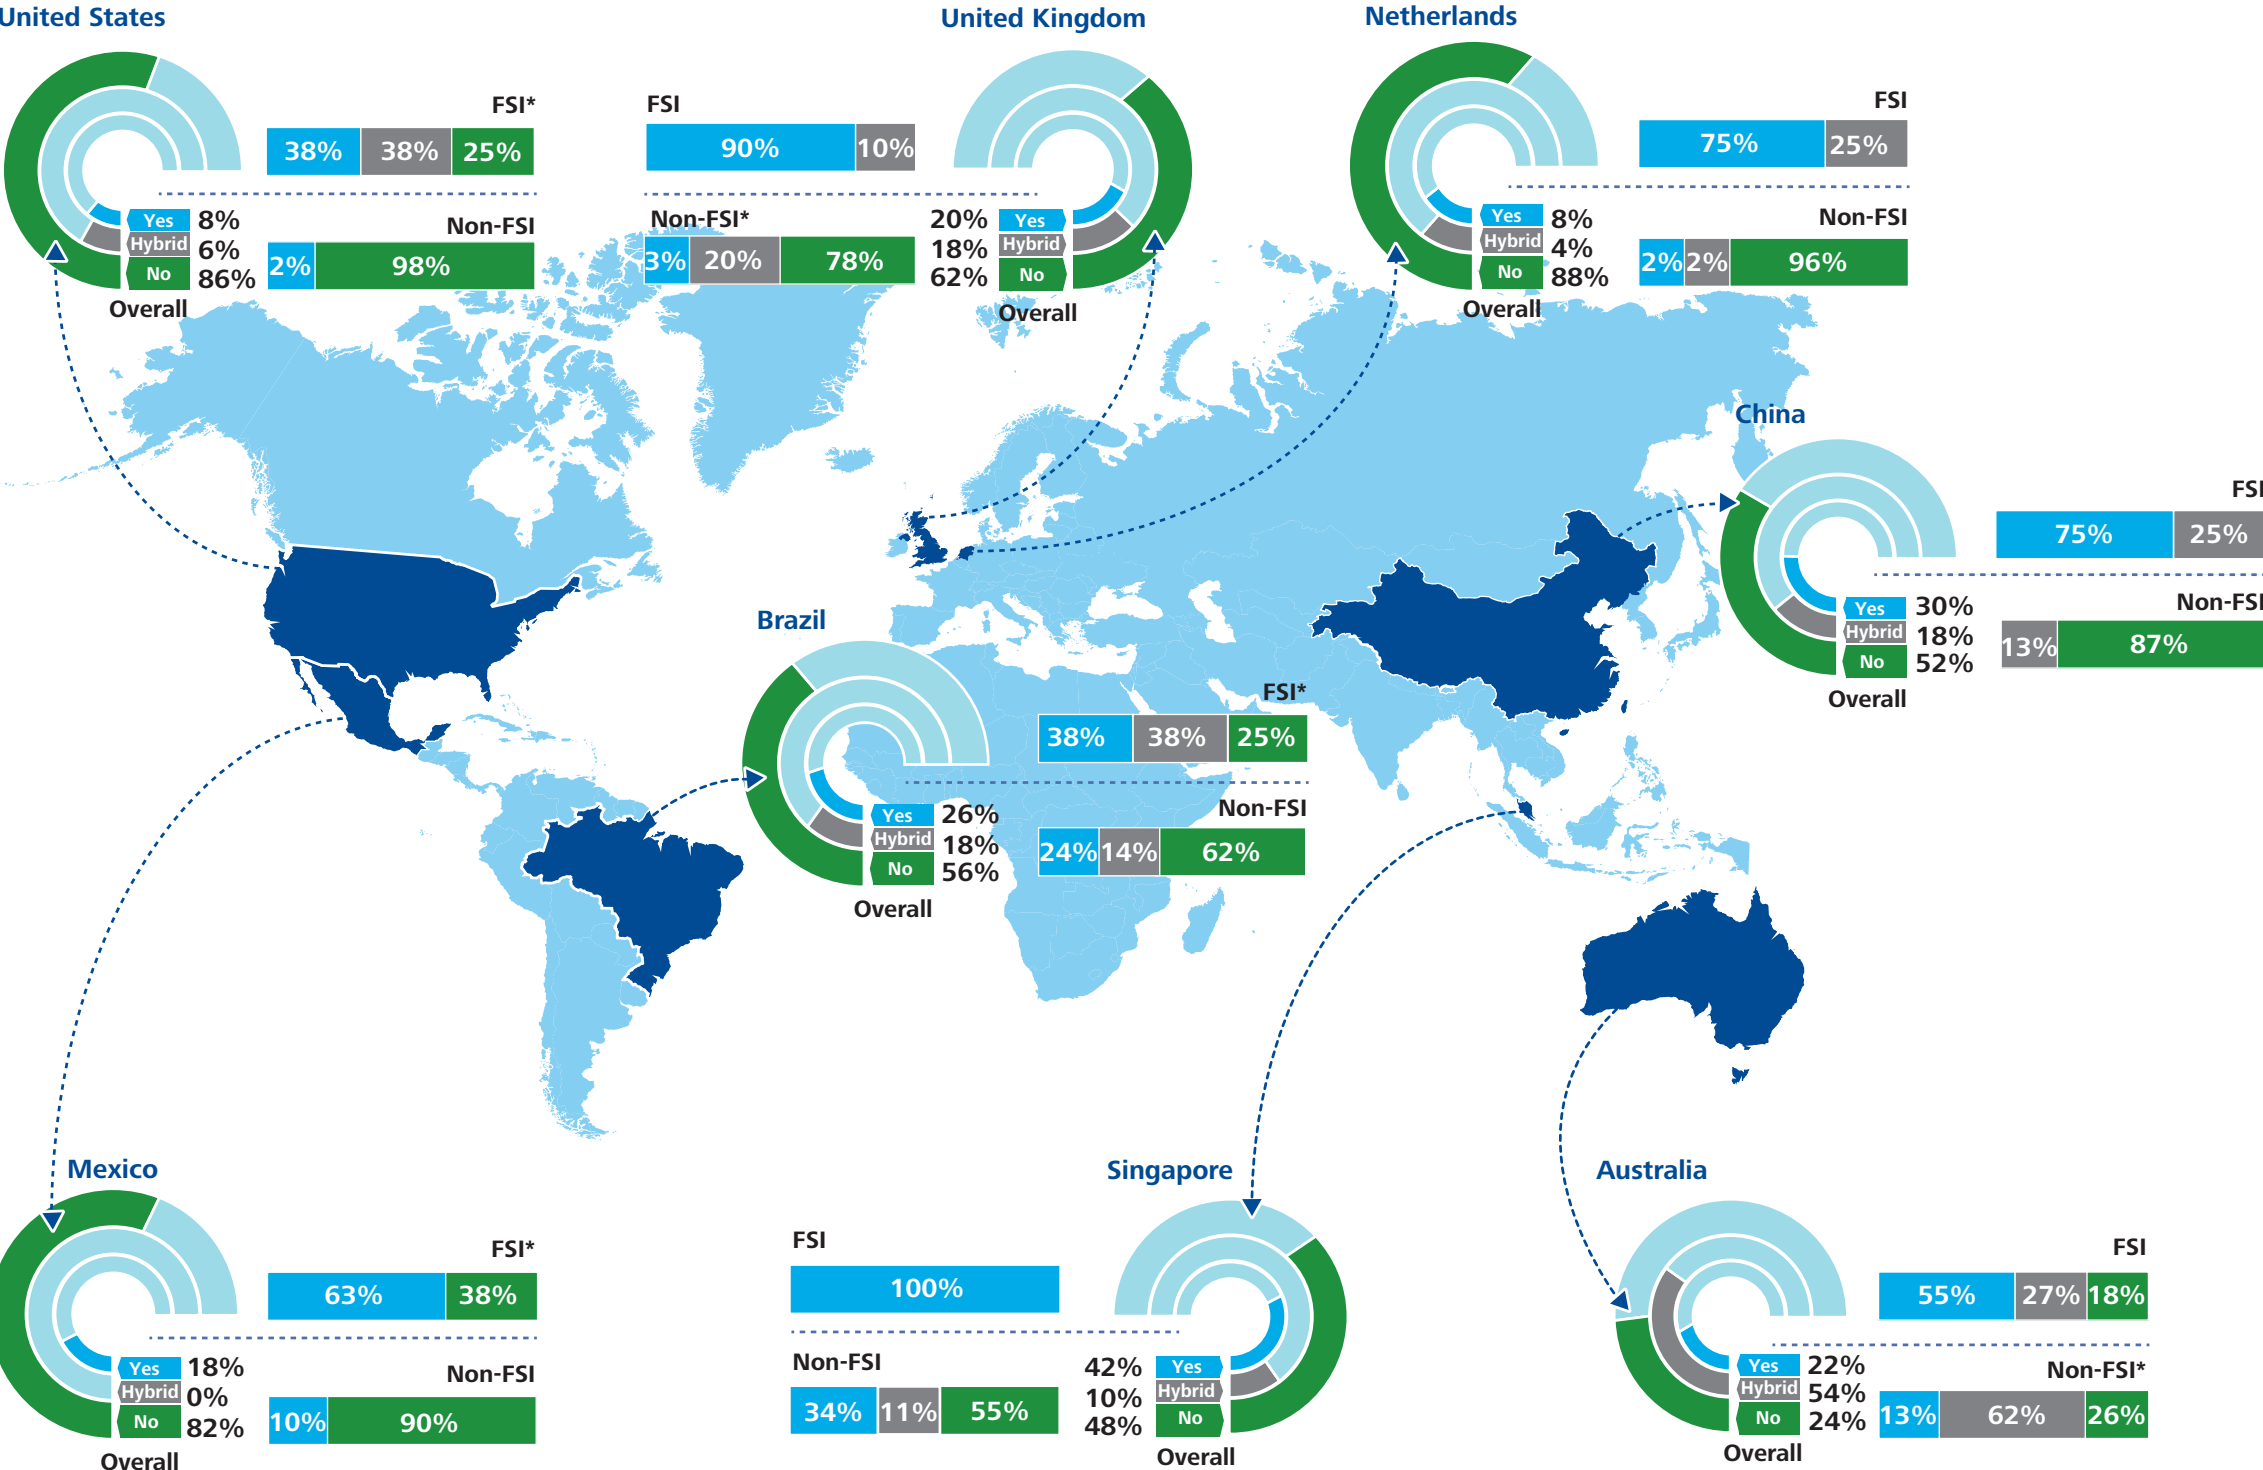 United States
FSI*
38% 38% 25%
Non-FSI
2% 98%
Yes 8%
Hybrid 6%
No 86%
Overall
United Kingdom
FSI
90% 10%
Non-FSI*
3% 20% 78%
20% Yes
18% Hybrid
62% No
Overall
Netherlands
FSI
75% 25%
Non-FSI
2% 2% 96%
Yes 8%
Hybrid 4%
No 88%
Overall
China
FSI
75% 25%
Non-FSI
13% 87%
Yes 30%
Hybrid 18%
No 52%
Overall
Brazil
FSI*
38% 38% 25%
Non-FSI
24% 14% 62%
Yes 26%
Hybrid 18%
No 56%
Overall
Mexico
FSI*
63% 38%
Non-FSI
10% 90%
Yes 18%
Hybrid 0%
No 82%
Overall
Singapore
FSI
100%
Non-FSI
34% 11% 55%
42% Yes
10% Hybrid
48% No
Overall
Australia
FSI
55% 27% 18%
Non-FSI*
13% 62% 26%
Yes 22%
Hybrid 54%
No 24%
Overall